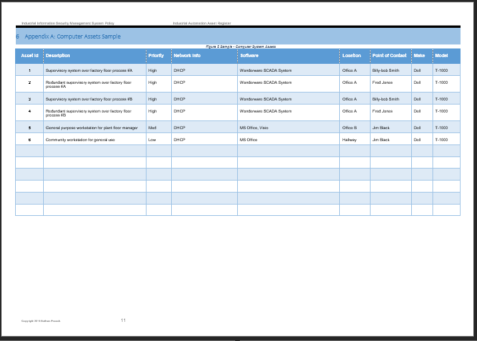 Industrial Information Security Management System: Policy Industrial Automation Asset Register
Appendix A: Computer Assets Sample
Figure 2 Sample - Computer System Assets
Asset Id Description Priority Network Info Software Location Point of Contact Make Model
1 Supervisory system over factory floor process #A High DHCP Wonderware SCADA System Office A Billy-bob Smith Dell T-1000
2 Redundant supervisory system over factory floor High DHCP Wonderware SCADA System Office A Fred Jones Dell T-1000
process #A
3 Supervisory system over factory floor process #B High DHCP Wonderware SCADA System Office A Billy-bob Smith Dell T-1000
4 Redundant supervisory system over factory floor High DHCP Wonderware SCADA System Office A Fred Jones Dell T-1000
process #B
5 General purpose workstation for plant floor manager Med DHCP MS Office, Visio Office B Jim Black Dell T-1000
6 Community workstation for general use Low DHCP MS Office Hallway Jim Black Dell T-1000
11